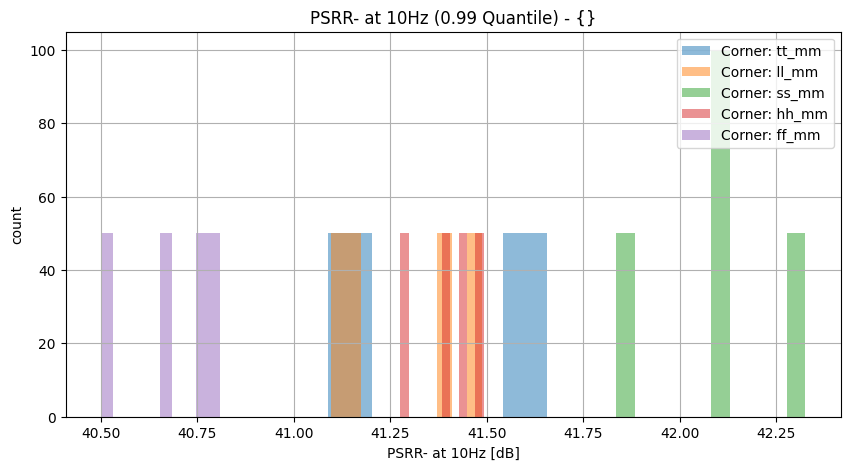 PSRR- at 10Hz (0.99 Quantile) - {}
100
80
60
40
20
0
count
Corner: tt_mm
Corner: ll_mm
Corner: ss_mm
Corner: hh_mm
Corner: ff_mm
40.50 40.75 41.00 41.25 41.50 41.75 42.00 42.25
PSRR- at 10Hz [dB]